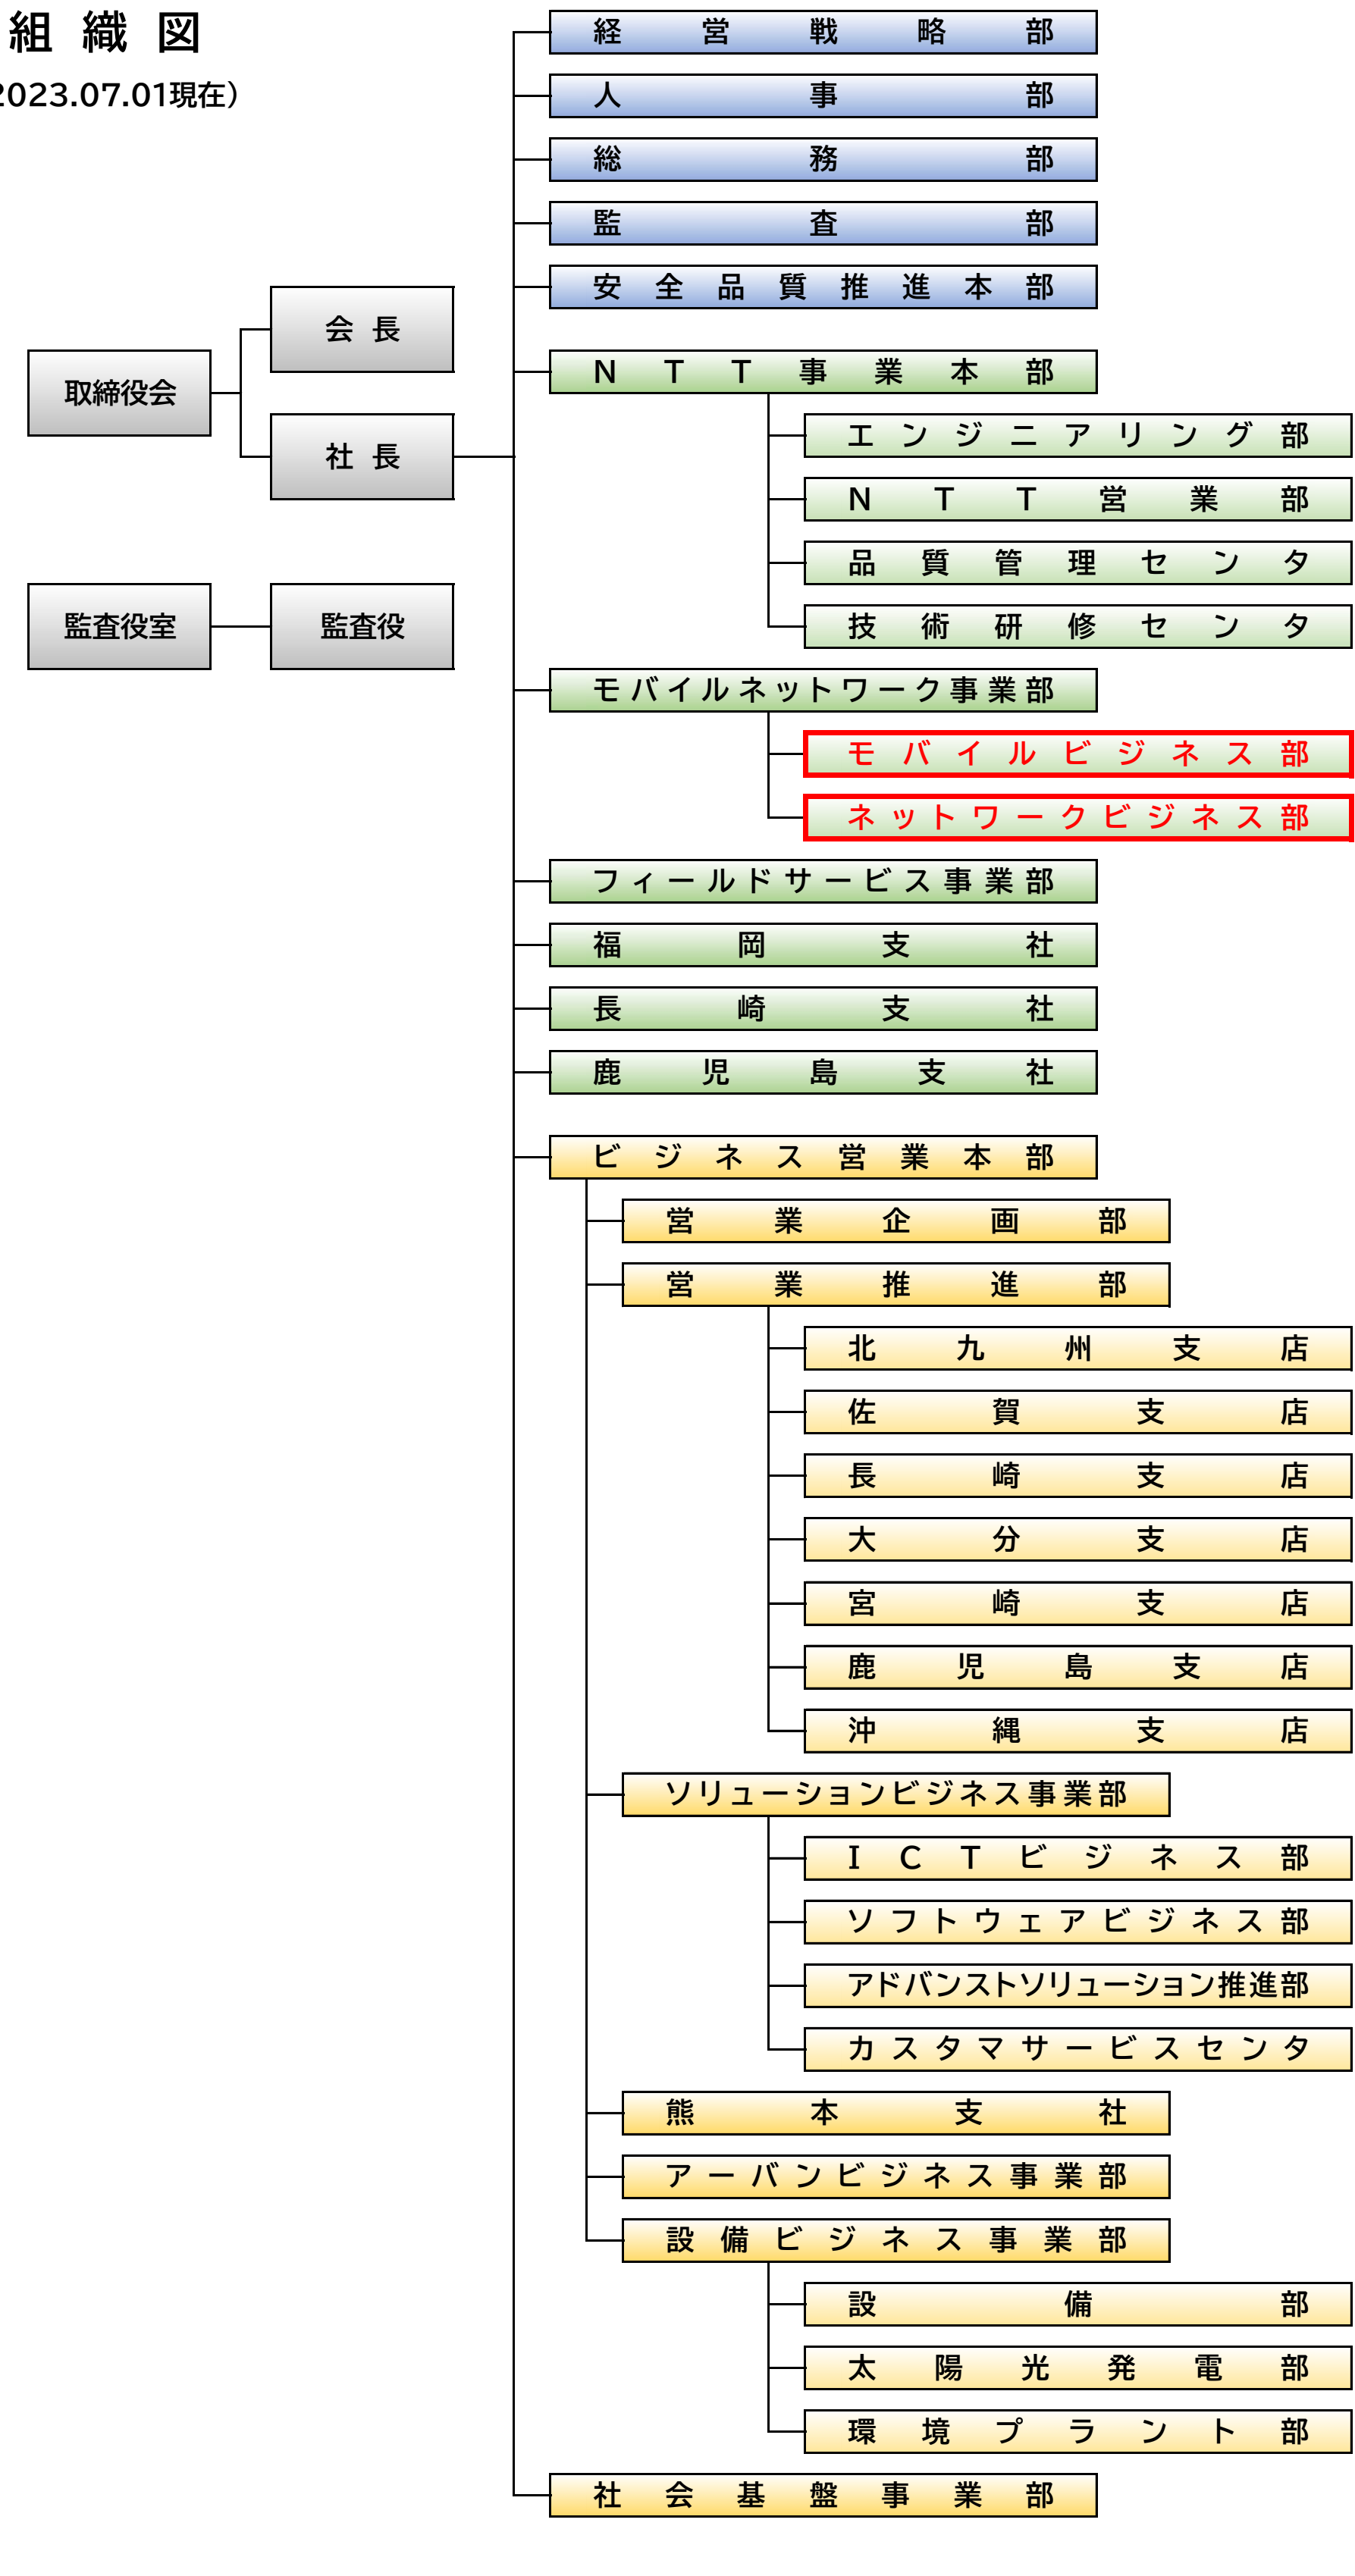 組織図
2023.07.01現在）
経営戦略部
人事部
総務部
監査部
安全品質推進本部
会長
取締役会
社長
監査役室
監査役
ＮＴＴ事業本部
エンジニアリング部
ＮＴＴ営業部
品質管理センタ
技術研修センタ
モバイルネットワーク事業部
モバイルビジネス部
ネットワークビジネス部
フィールドサービス事業部
福岡支社
長崎支社
鹿児島支社
ビジネス営業本部
営業企画部
営業推進部
北九州支店
佐賀支店
長崎支店
大分支店
宮崎支店
鹿児島支店
沖縄支店
ソリューションビジネス事業部
ＩＣＴビジネス部
ソフトウェアビジネス部
アドバンストソリューション推進部
カスタマサービスセンタ
熊本支社
アーバンビジネス事業部
設備ビジネス事業部
設備部
太陽光発電部
環境プラント部
社会基盤事業部